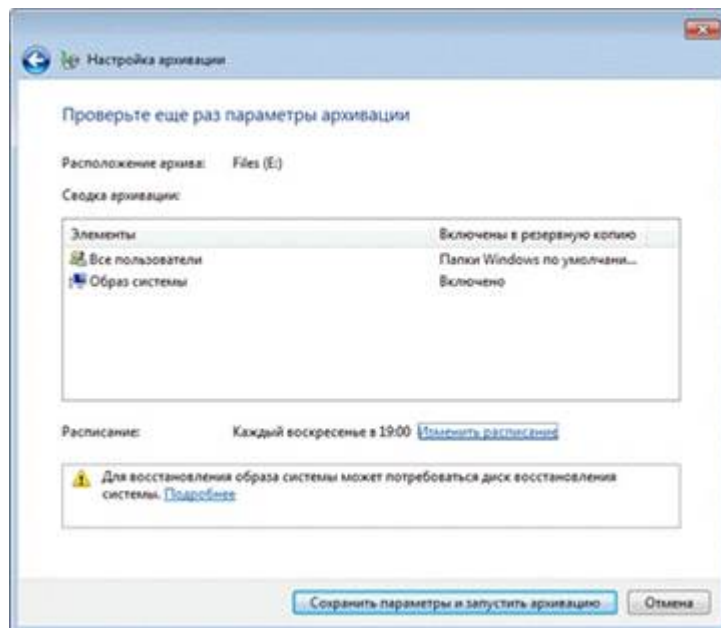 Настройка архивации
Проверьте еще раз параметры архивации
Расположение архива: Files (E:)
Сводка архивации:
Элементы Включены в резервную копию
Все пользователи Папки Windows по умолчани...
Образ системы Включено
Расписание: Каждый воскресенье в 19:00 Изменить расписание
Для восстановления образа системы может потребоваться диск восстановления
системы. Подробнее
Сохранить параметры и запустить архивацию Отмена